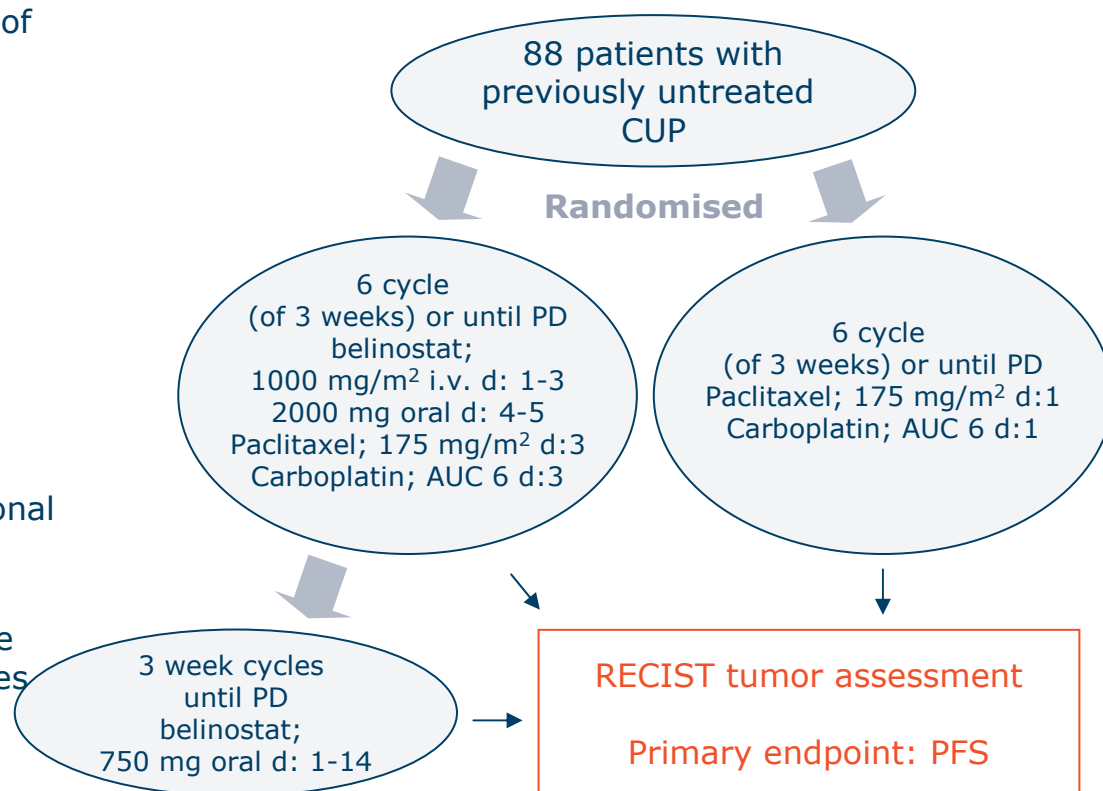 of
88 patients with
previously untreated
CUP
Randomised
6 cycle
(of 3 weeks) or until PD
belinostat;
1000 mg/m² i.v. d: 1-3
2000 mg oral d: 4-5
Paclitaxel; 175 mg/m² d:3
Carboplatin; AUC 6 d:3
6 cycle
(of 3 weeks) or until PD
Paclitaxel; 175 mg/m² d:1
Carboplatin; AUC 6 d:1
onal
e
es
3 week cycles
until PD
belinostat;
750 mg oral d: 1-14
RECIST tumor assessment
Primary endpoint: PFS